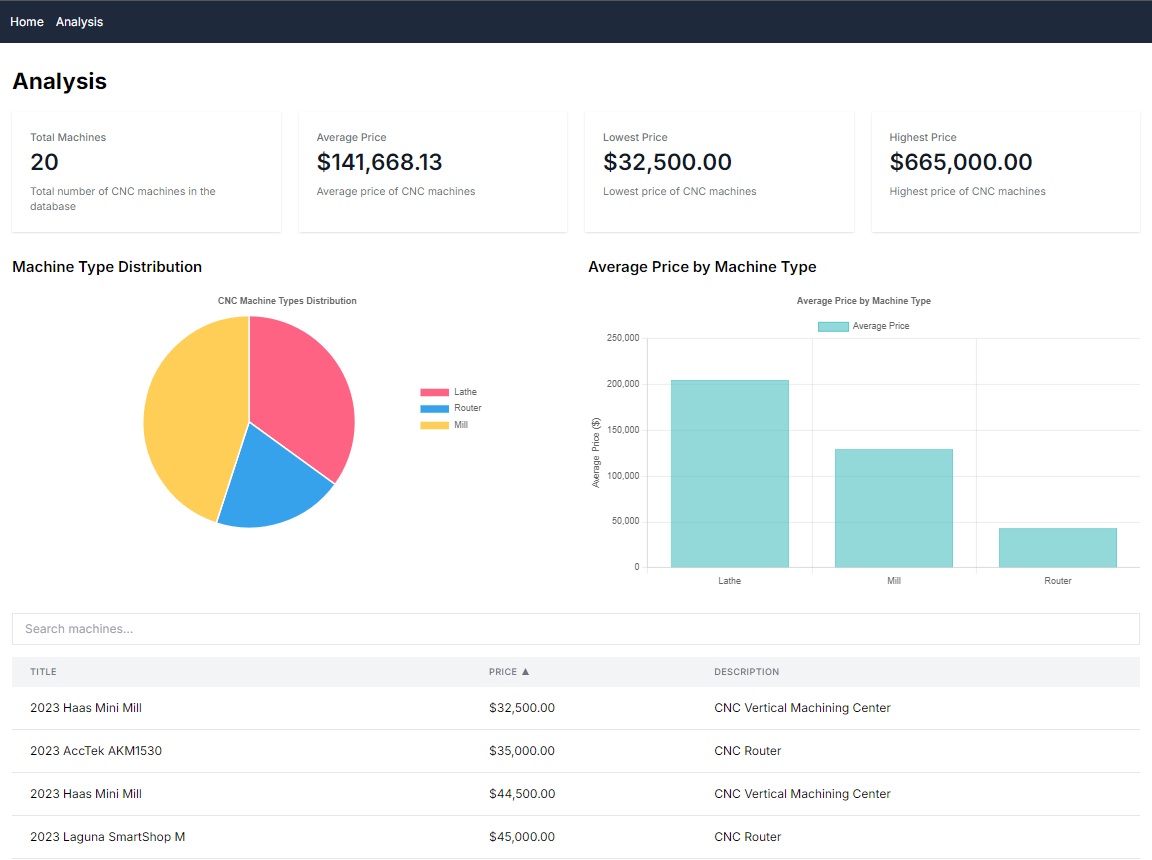 Home Analysis
Analysis
Total Machines
20
Total number of CNC machines in the
database
Average Price
$141,668.13
Average price of CNC machines
Lowest Price
$32,500.00
Lowest price of CNC machines
Highest Price
$665,000.00
Highest price of CNC machines
Machine Type Distribution
CNC Machine Types Distribution
Lathe
Router
Mill
Average Price by Machine Type
Average Price by Machine Type
Average Price
250,000
200,000
150,000
100,000
50,000
0
Average Price ($)
Lathe Mill Router
Search machines...
TITLE PRICE ▲ DESCRIPTION
2023 Haas Mini Mill $32,500.00 CNC Vertical Machining Center
2023 AccTek AKM1530 $35,000.00 CNC Router
2023 Haas Mini Mill $44,500.00 CNC Vertical Machining Center
2023 Laguna SmartShop M $45,000.00 CNC Router